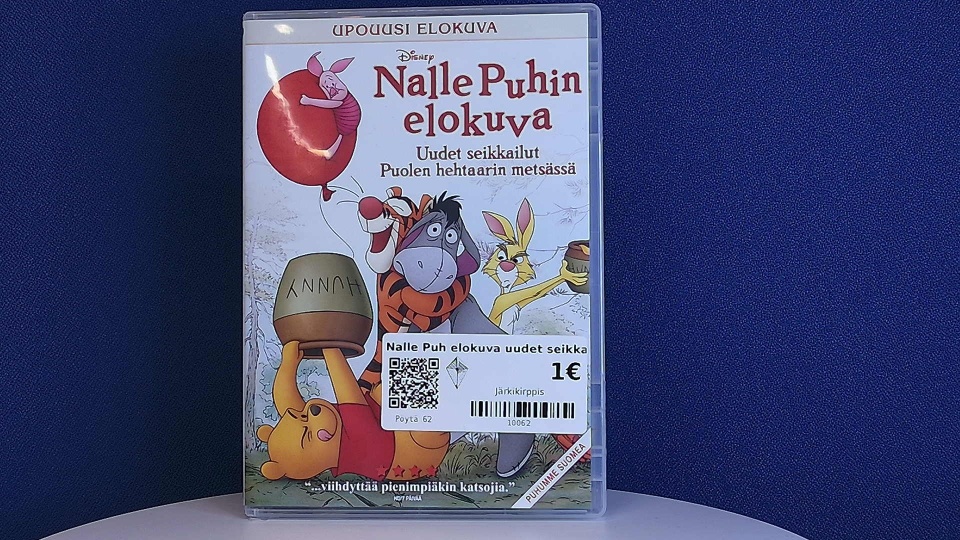 UPOUUSI ELOKUVA
Disney
Nalle Puhin
elokuva
Uudet seikkailut
Puolen hehtaarin metsässä
HUNNY
Nalle Puh elokuva uudet seikka
1€
Järkikirppis
Pöytä 62
10062
PUHUMME SUOMEA
"...viihdyttää pienimpiäkin katsojia."